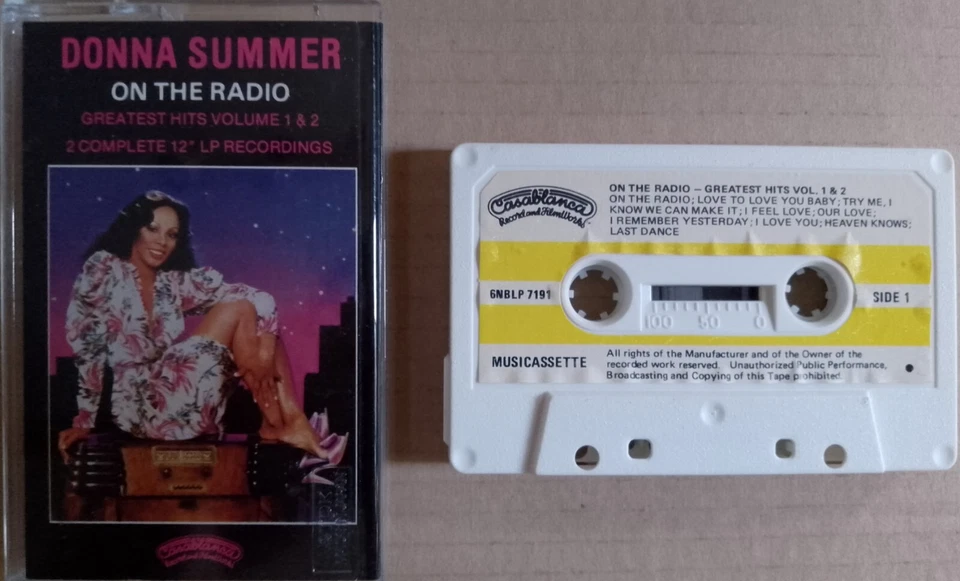 DONNA SUMMER
ON THE RADIO
GREATEST HITS VOLUME 1 & 2
2 COMPLETE 12" LP RECORDINGS
Casablanca
Record and FilmWorks
Casablanca
Record and FilmWorks
ON THE RADIO – GREATEST HITS VOL. 1 & 2
ON THE RADIO; LOVE TO LOVE YOU BABY; TRY ME, I
KNOW WE CAN MAKE IT; I FEEL LOVE; OUR LOVE;
I REMEMBER YESTERDAY; I LOVE YOU; HEAVEN KNOWS;
LAST DANCE
6NBLP 7191
SIDE 1
100 50 0
MUSICASSETTE
All rights of the Manufacturer and of the Owner of the
recorded work reserved. Unauthorized Public Performance,
Broadcasting and Copying of this Tape prohibited.